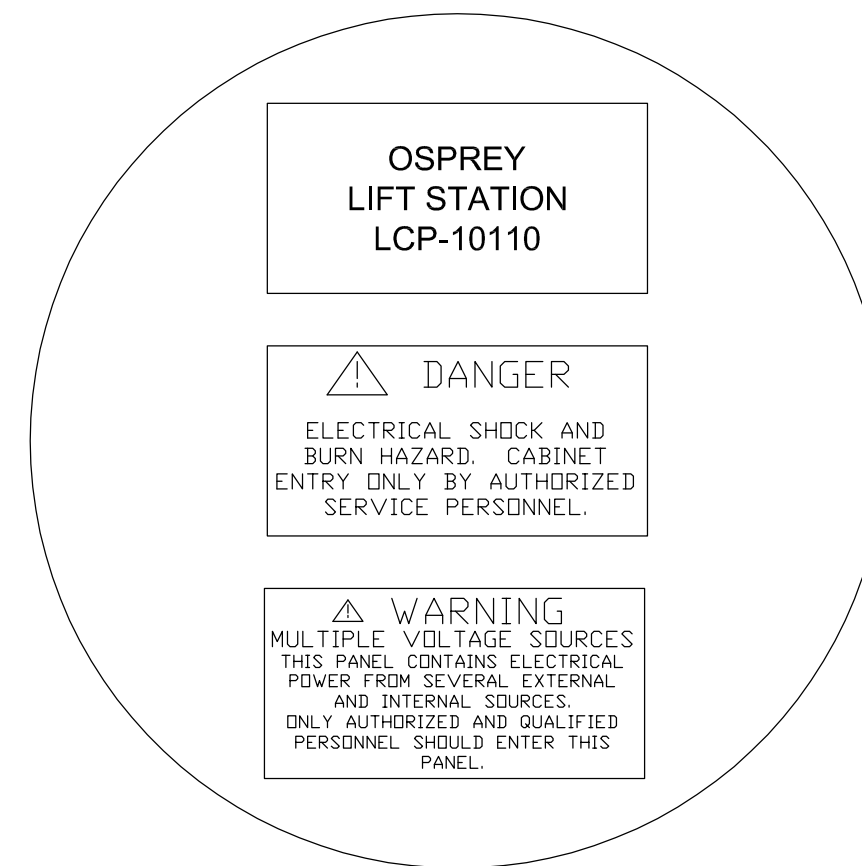 OSPREY
LIFT STATION
LCP-10110
DANGER
ELECTRICAL SHOCK AND
BURN HAZARD. CABINET
ENTRY ONLY BY AUTHORIZED
SERVICE PERSONNEL.
WARNING
MULTIPLE VOLTAGE SOURCES
THIS PANEL CONTAINS ELECTRICAL
POWER FROM SEVERAL EXTERNAL
AND INTERNAL SOURCES.
ONLY AUTHORIZED AND QUALIFIED
PERSONNEL SHOULD ENTER THIS
PANEL.